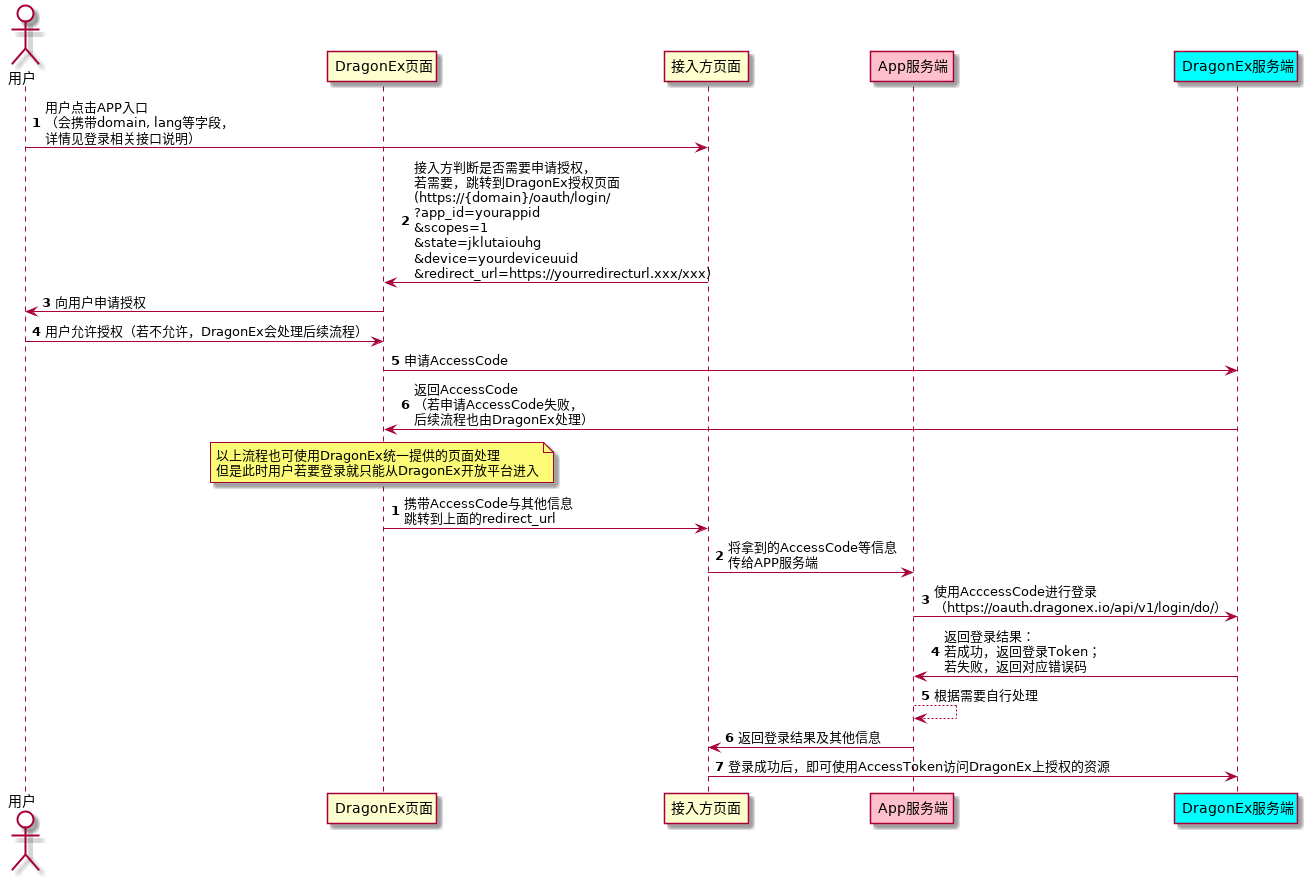 用户
DragonEx页面
接入方页面
App服务端
DragonEx服务端
用户点击APP入口
1 （会携带domain, lang等字段，
详情见登录相关接口说明）
接入方判断是否需要申请授权，
若需要，跳转到DragonEx授权页面
(https://{domain}/oauth/login/
?app_id=yourappid
2 &scopes=1
&state=jklutaiouhg
&device=yourdeviceuuid
&redirect_url=https://yourredirecturl.xxx/xxx)
3 向用户申请授权
4 用户允许授权（若不允许，DragonEx会处理后续流程）
5 申请AccessCode
返回AccessCode
6 （若申请AccessCode失败，
后续流程也由DragonEx处理）
以上流程也可使用DragonEx统一提供的页面处理
但是此时用户若要登录就只能从DragonEx开放平台进入
1 携带AccessCode与其他信息
跳转到上面的redirect_url
2 将拿到的AccessCode等信息
传给APP服务端
3 使用AcccessCode进行登录
（https://oauth.dragonex.io/api/v1/login/do/）
返回登录结果：
4 若成功，返回登录Token；
若失败，返回对应错误码
5 根据需要自行处理
6 返回登录结果及其他信息
7 登录成功后，即可使用AccessToken访问DragonEx上授权的资源
用户
DragonEx页面
接入方页面
App服务端
DragonEx服务端